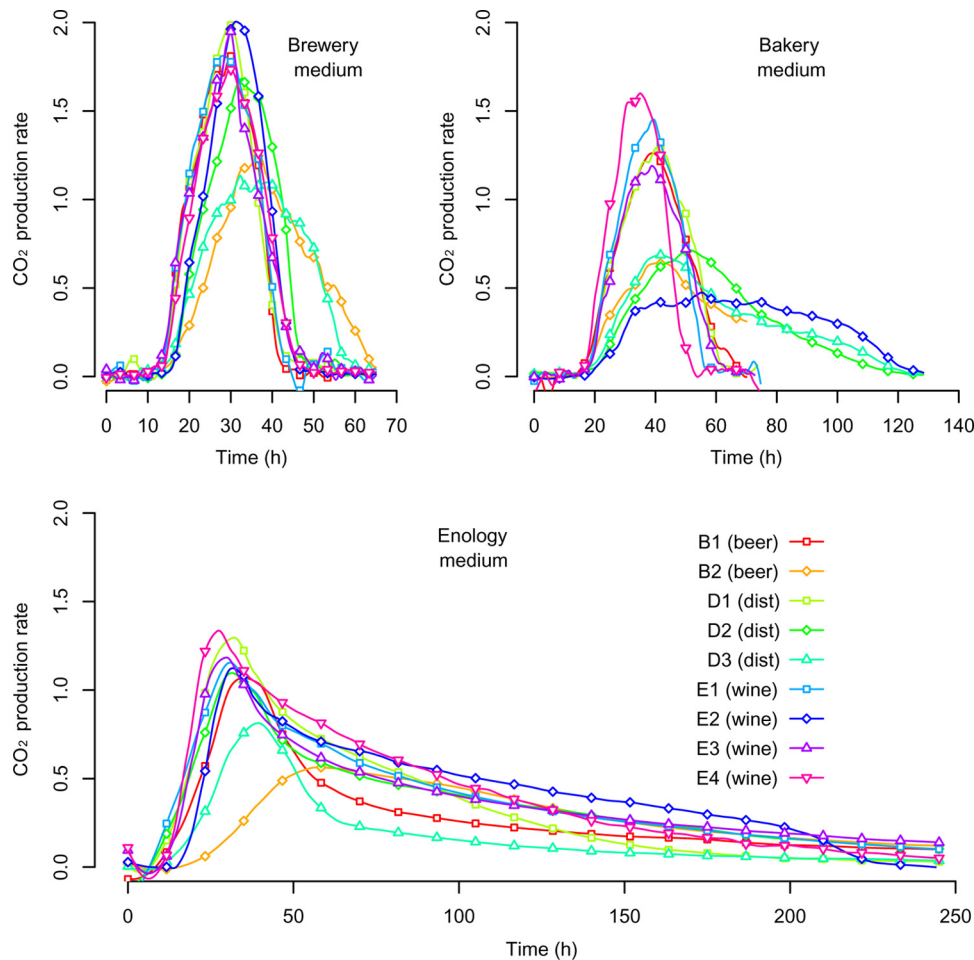 Brewery
medium
CO2 production rate
2.0
1.5
1.0
0.5
0.0
0 10 20 30 40 50 60 70
Time (h)
Bakery
medium
CO2 production rate
2.0
1.5
1.0
0.5
0.0
0 20 40 60 80 100 120 140
Time (h)
Enology
medium
CO2 production rate
2.0
1.5
1.0
0.5
0.0
B1 (beer)
B2 (beer)
D1 (dist)
D2 (dist)
D3 (dist)
E1 (wine)
E2 (wine)
E3 (wine)
E4 (wine)
0 50 100 150 200 250
Time (h)